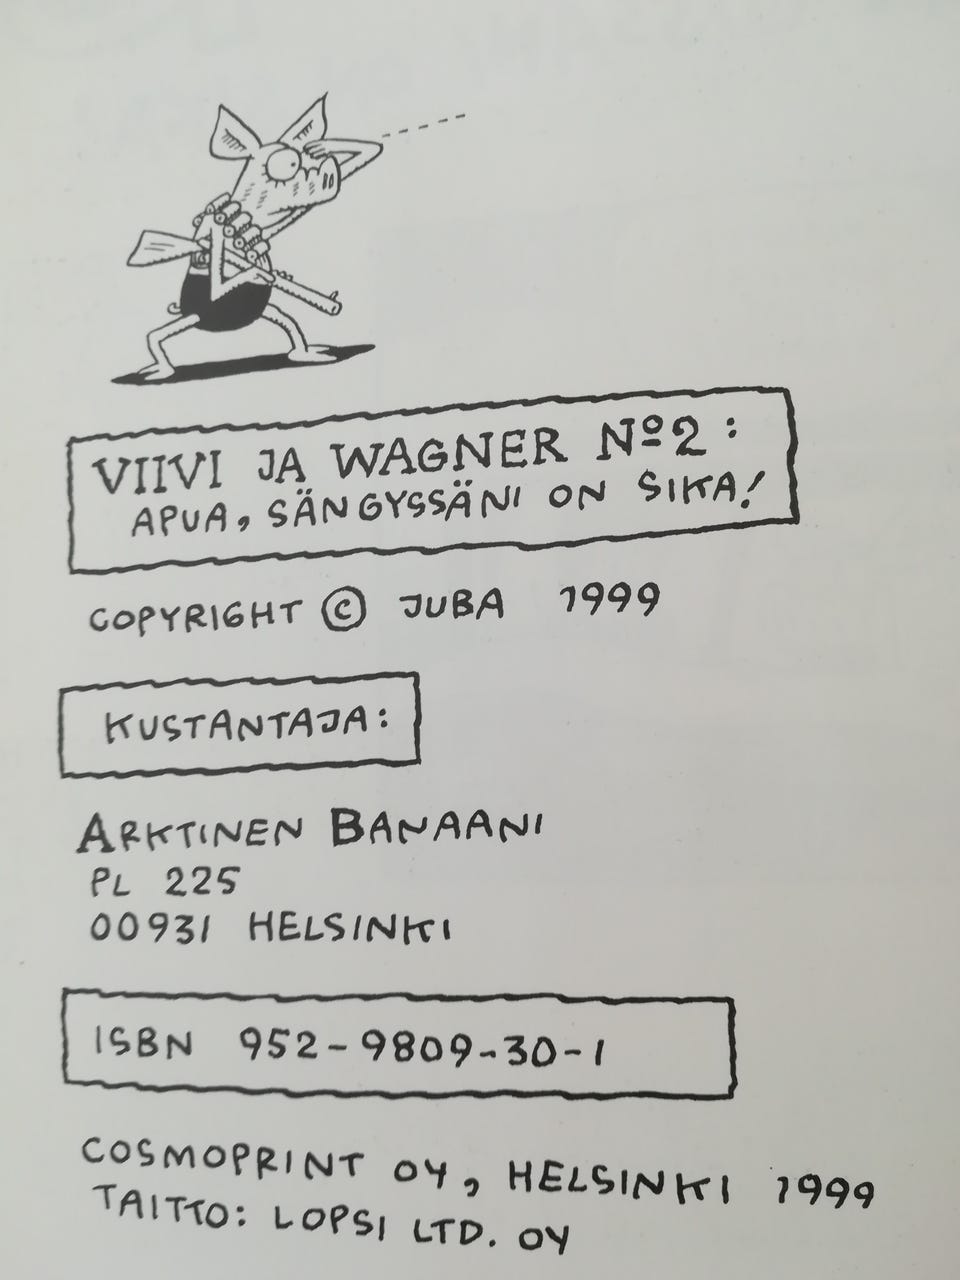 VIIVI JA WAGNER Nº2:
APUA, SÄNGYSSÄNI ON SIKA!
COPYRIGHT © JUBA 1999
KUSTANTAJA:
ARKTINEN BANAANI
PL 225
00931 HELSINKI
ISBN 952-9809-30-1
COSMOPRINT OY, HELSINKI 1999
TAITTO: LOPSI LTD. OY